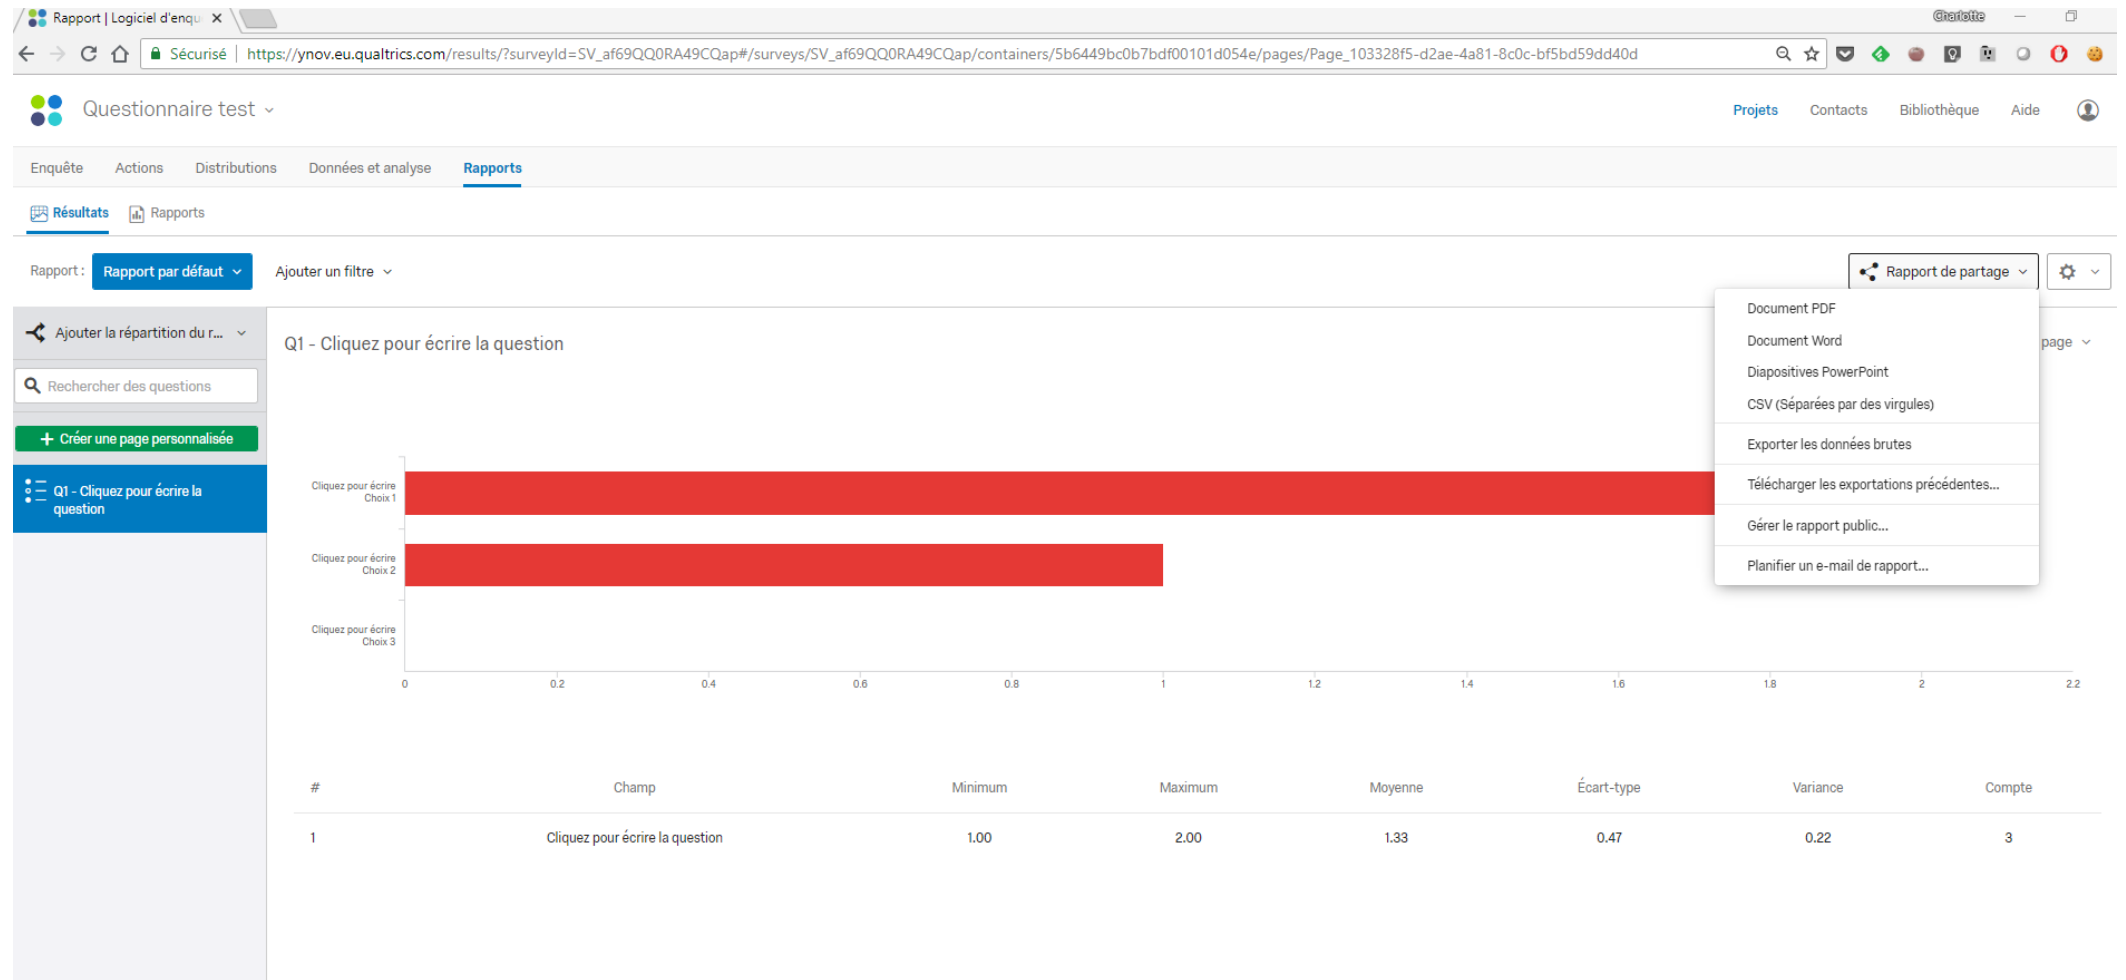 Rapport | Logiciel d'enqu
Charlotte
Sécurisé | https://ynov.eu.qualtrics.com/results/?surveyId=SV_af69QQ0RA49CQap#/surveys/SV_af69QQ0RA49CQap/containers/5b6449bc0b7bdf00101d054e/pages/Page_103328f5-d2ae-4a81-8c0c-bf5bd59dd40d
Questionnaire test
Projets Contacts Bibliothèque Aide
Enquête Actions Distributions Données et analyse Rapports
Résultats Rapports
Rapport : Rapport par défaut Ajouter un filtre Rapport de partage
Ajouter la répartition du r...
Rechercher des questions
+ Créer une page personnalisée
Q1 - Cliquez pour écrire la
question
Q1 - Cliquez pour écrire la question
page
Document PDF
Document Word
Diapositives PowerPoint
CSV (Séparées par des virgules)
Exporter les données brutes
Télécharger les exportations précédentes...
Gérer le rapport public...
Planifier un e-mail de rapport...
Cliquez pour écrire
Choix 1
Cliquez pour écrire
Choix 2
Cliquez pour écrire
Choix 3
0 0.2 0.4 0.6 0.8 1 1.2 1.4 1.6 1.8 2 2.2
# Champ Minimum Maximum Moyenne Écart-type Variance Compte
1 Cliquez pour écrire la question 1.00 2.00 1.33 0.47 0.22 3